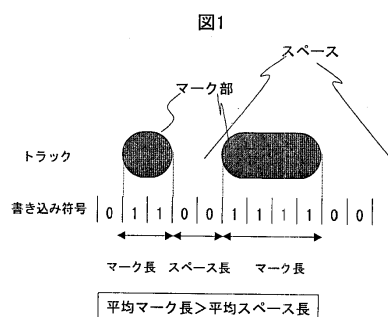 図1
スペース
マーク部
トラック
書き込み符号 0 1 1 0 0 1 1 1 1 0 0
マーク長 スペース長 マーク長
平均マーク長>平均スペース長